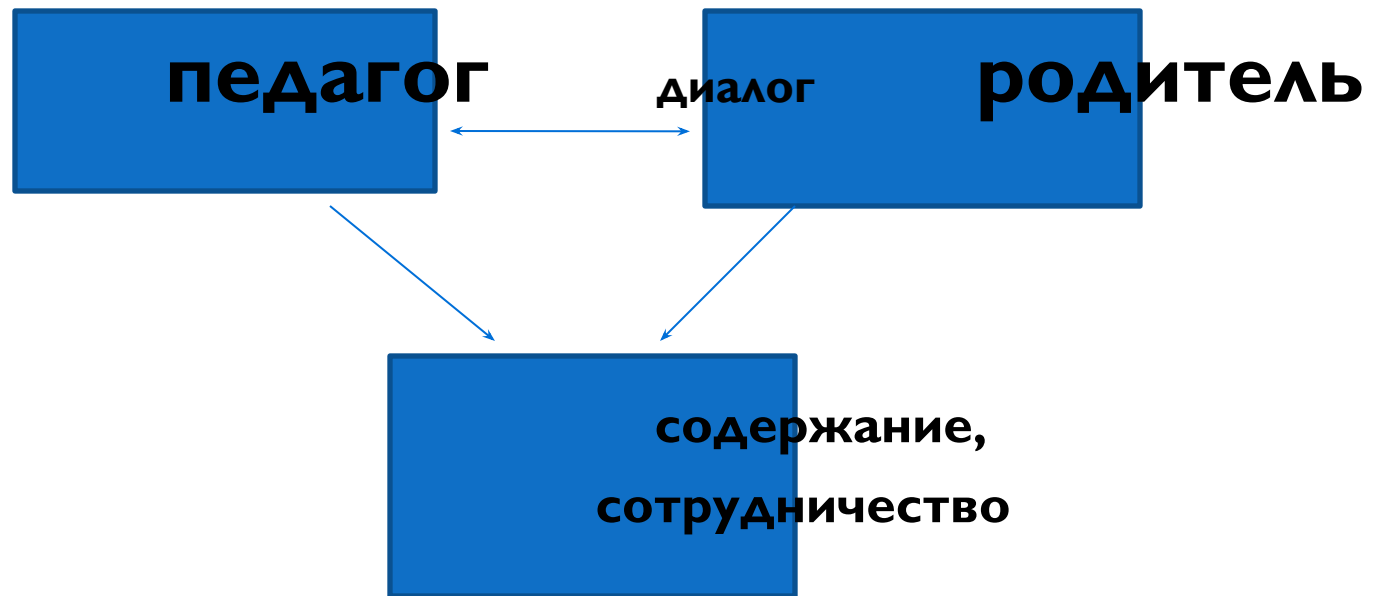 педагог диалог родитель
содержание,
сотрудничество